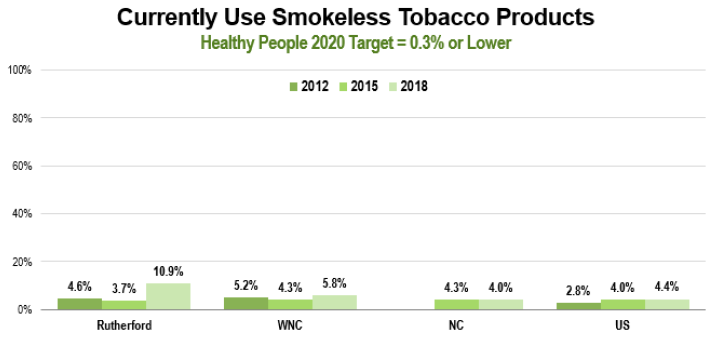 Currently Use Smokeless Tobacco Products
Healthy People 2020 Target = 0.3% or Lower
100%
2012 2015 2018
80%
60%
40%
20%
0%
4.6% 3.7% 10.9% 5.2% 4.3% 5.8% 4.3% 4.0% 2.8% 4.0% 4.4%
Rutherford WNC NC US